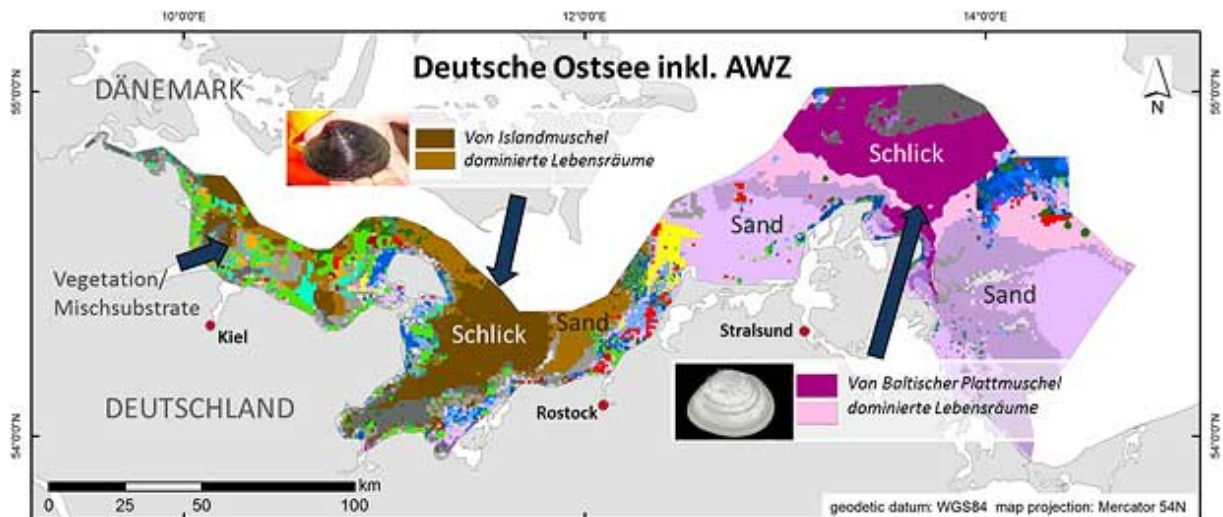 10°0'0"E
12°0'0"E
14°0'0"E
Deutsche Ostsee inkl. AWZ
DÄNEMARK
55°0'0"N
55°0'0"N
N
Von Islandmuschel
dominierte Lebensräume
Schlick
Sand
Vegetation/
Mischsubstrate
Kiel
Schlick
Sand
Sand
Stralsund
Von Baltischer Plattmuschel
dominierte Lebensräume
DEUTSCHLAND
Rostock
54°0'0"N
54°0'0"N
km
0 25 50 100
geodetic datum: WGS84 map projection: Mercator 54N